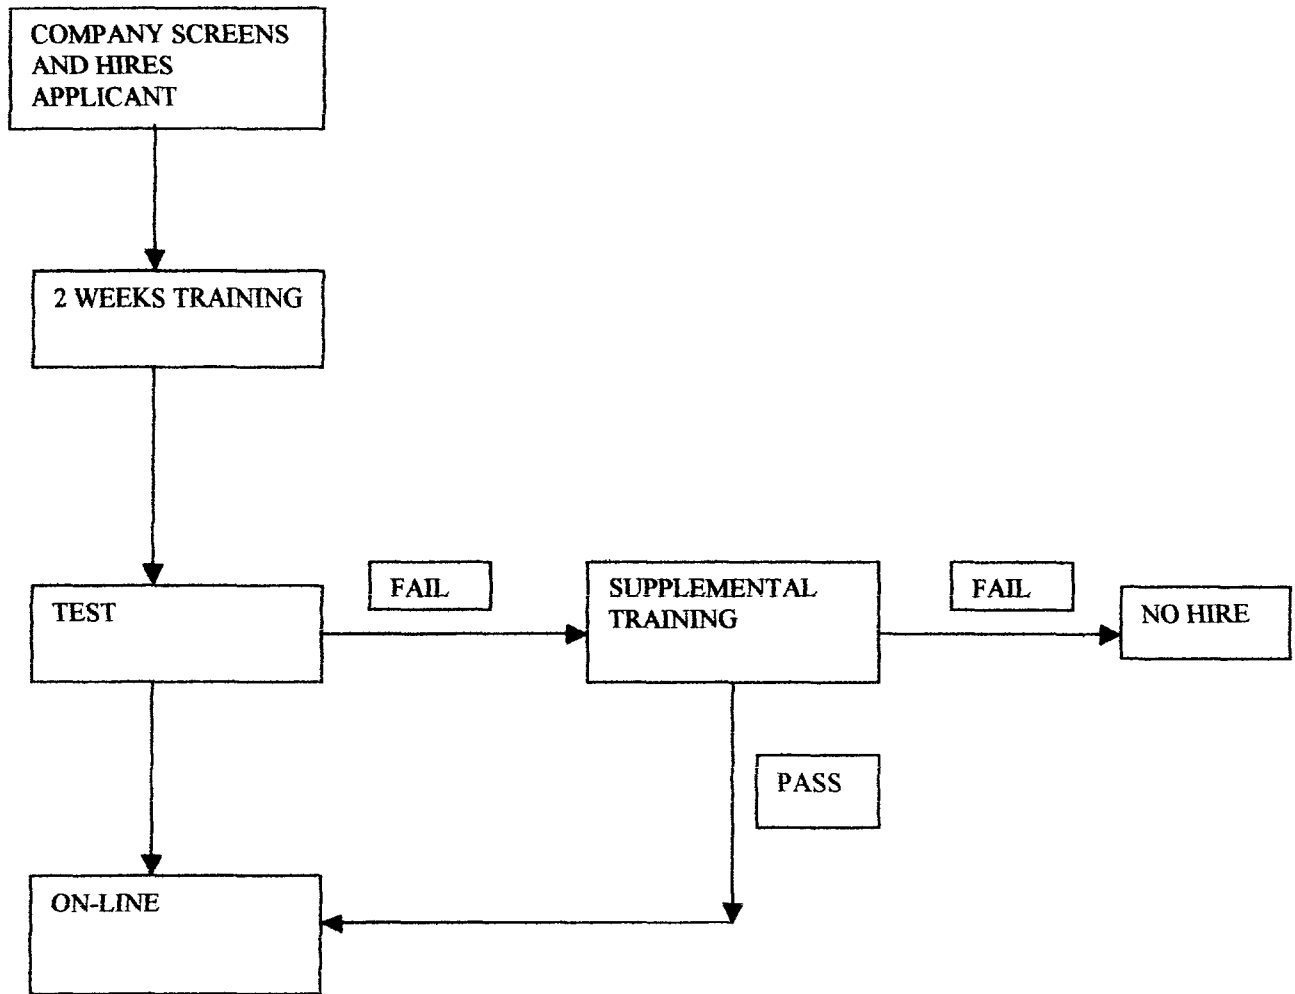 COMPANY SCREENS
AND HIRES
APPLICANT
2 WEEKS TRAINING
TEST
FAIL
SUPPLEMENTAL
TRAINING
FAIL
NO HIRE
PASS
ON-LINE